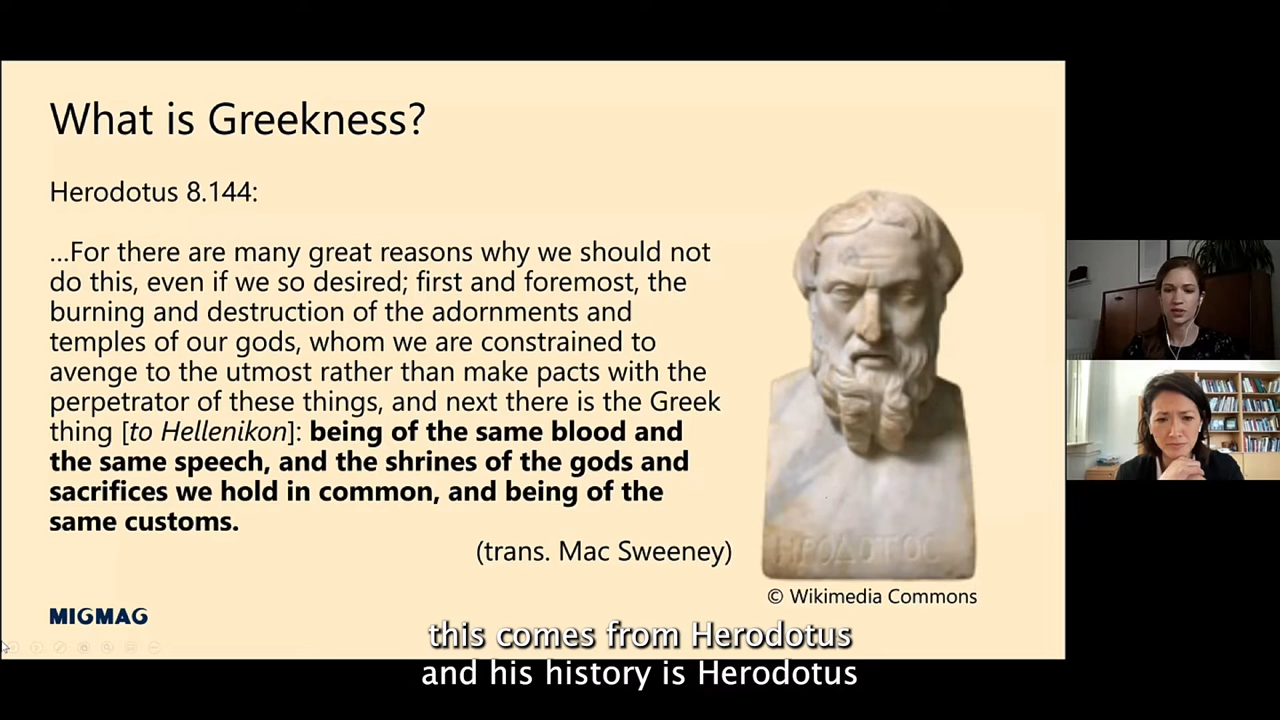 What is Greekness?
Herodotus 8.144:
...For there are many great reasons why we should not
do this, even if we so desired; first and foremost, the
burning and destruction of the adornments and
temples of our gods, whom we are constrained to
avenge to the utmost rather than make pacts with the
perpetrator of these things, and next there is the Greek
thing [to Hellenikon]: being of the same blood and
the same speech, and the shrines of the gods and
sacrifices we hold in common, and being of the
same customs.
(trans. Mac Sweeney)
ΗΡΟΔΟΤΟΣ
© Wikimedia Commons
MIGMAG
this comes from Herodotus
and his history is Herodotus